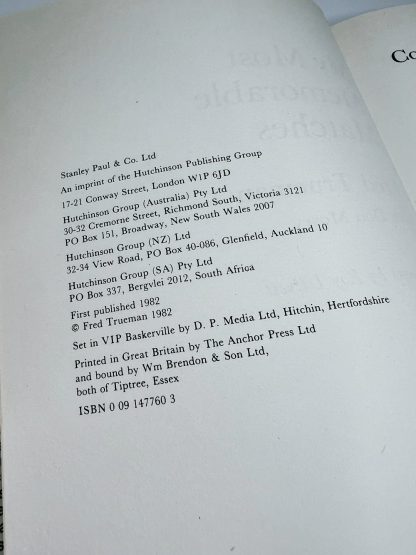 Co
Stanley Paul & Co. Ltd
An imprint of the Hutchinson Publishing Group
17-21 Conway Street, London W1P 6JD
Hutchinson Group (Australia) Pty Ltd
30-32 Cremorne Street, Richmond South, Victoria 3121
PO Box 151, Broadway, New South Wales 2007
Hutchinson Group (NZ) Ltd
32-34 View Road, PO Box 40-086, Glenfield, Auckland 10
Hutchinson Group (SA) Pty Ltd
PO Box 337, Bergvlei 2012, South Africa
First published 1982
© Fred Trueman 1982
Set in VIP Baskerville by D. P. Media Ltd, Hitchin, Hertfordshire
Printed in Great Britain by The Anchor Press Ltd
and bound by Wm Brendon & Son Ltd,
both of Tiptree, Essex
ISBN 0 09 147760 3